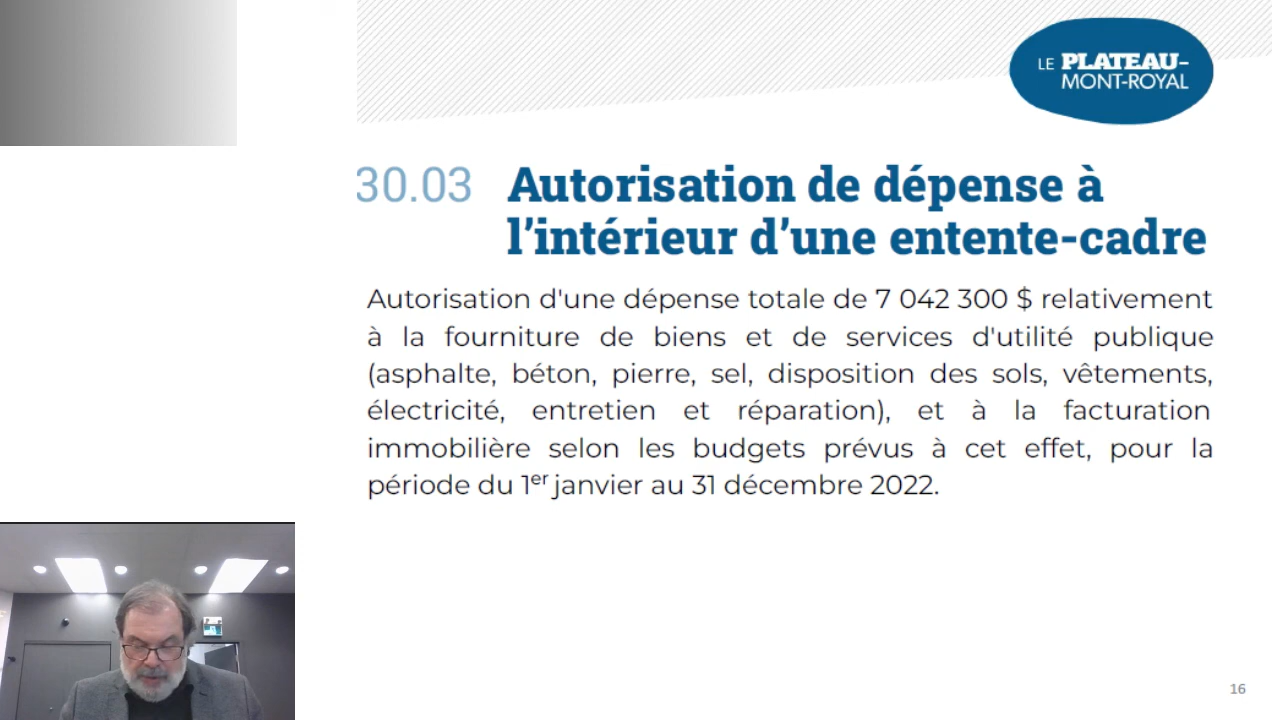 LE PLATEAU-
MONT-ROYAL
30.03 Autorisation de dépense à
l’intérieur d’une entente-cadre
Autorisation d'une dépense totale de 7 042 300 $ relativement
à la fourniture de biens et de services d'utilité publique
(asphalte, béton, pierre, sel, disposition des sols, vêtements,
électricité, entretien et réparation), et à la facturation
immobilière selon les budgets prévus à cet effet, pour la
période du 1er janvier au 31 décembre 2022.
16